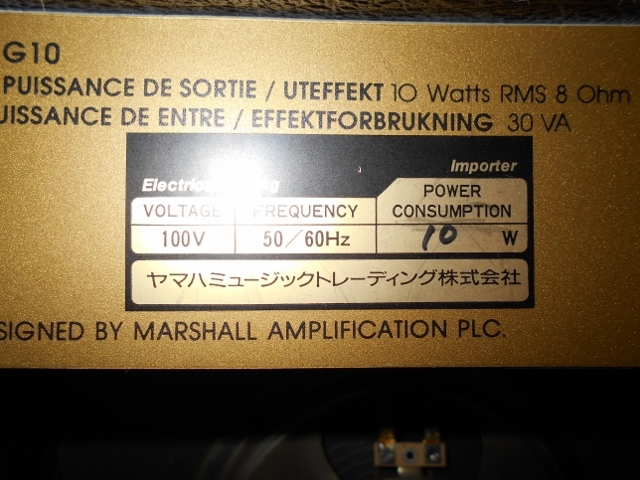 G10
PUISSANCE DE SORTIE / UTEFFEKT 10 Watts RMS 8 Ohm
UISSANCE DE ENTRE / EFFEKTFORBRUKNING 30 VA
Importer
VOLTAGE FREQUENCY POWER CONSUMPTION
100V 50/60Hz 10 W
ヤマハミュージックトレーディング株式会社
SIGNED BY MARSHALL AMPLIFICATION PLC.